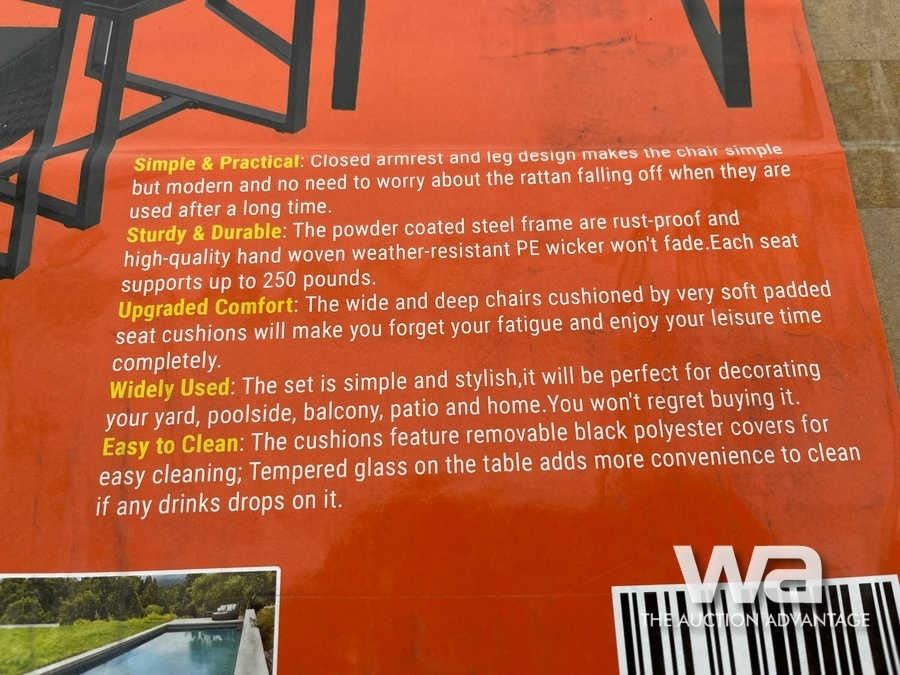 Simple & Practical: Closed armrest and leg design makes the chair simple
but modern and no need to worry about the rattan falling off when they are
used after a long time.
Sturdy & Durable: The powder coated steel frame are rust-proof and
high-quality hand woven weather-resistant PE wicker won't fade.Each seat
supports up to 250 pounds.
Upgraded Comfort: The wide and deep chairs cushioned by very soft padded
seat cushions will make you forget your fatigue and enjoy your leisure time
completely.
Widely Used: The set is simple and stylish,it will be perfect for decorating
your yard, poolside, balcony, patio and home.You won't regret buying it.
Easy to Clean: The cushions feature removable black polyester covers for
easy cleaning; Tempered glass on the table adds more convenience to clean
if any drinks drops on it.
wa
THE AUCTION ADVANTAGE